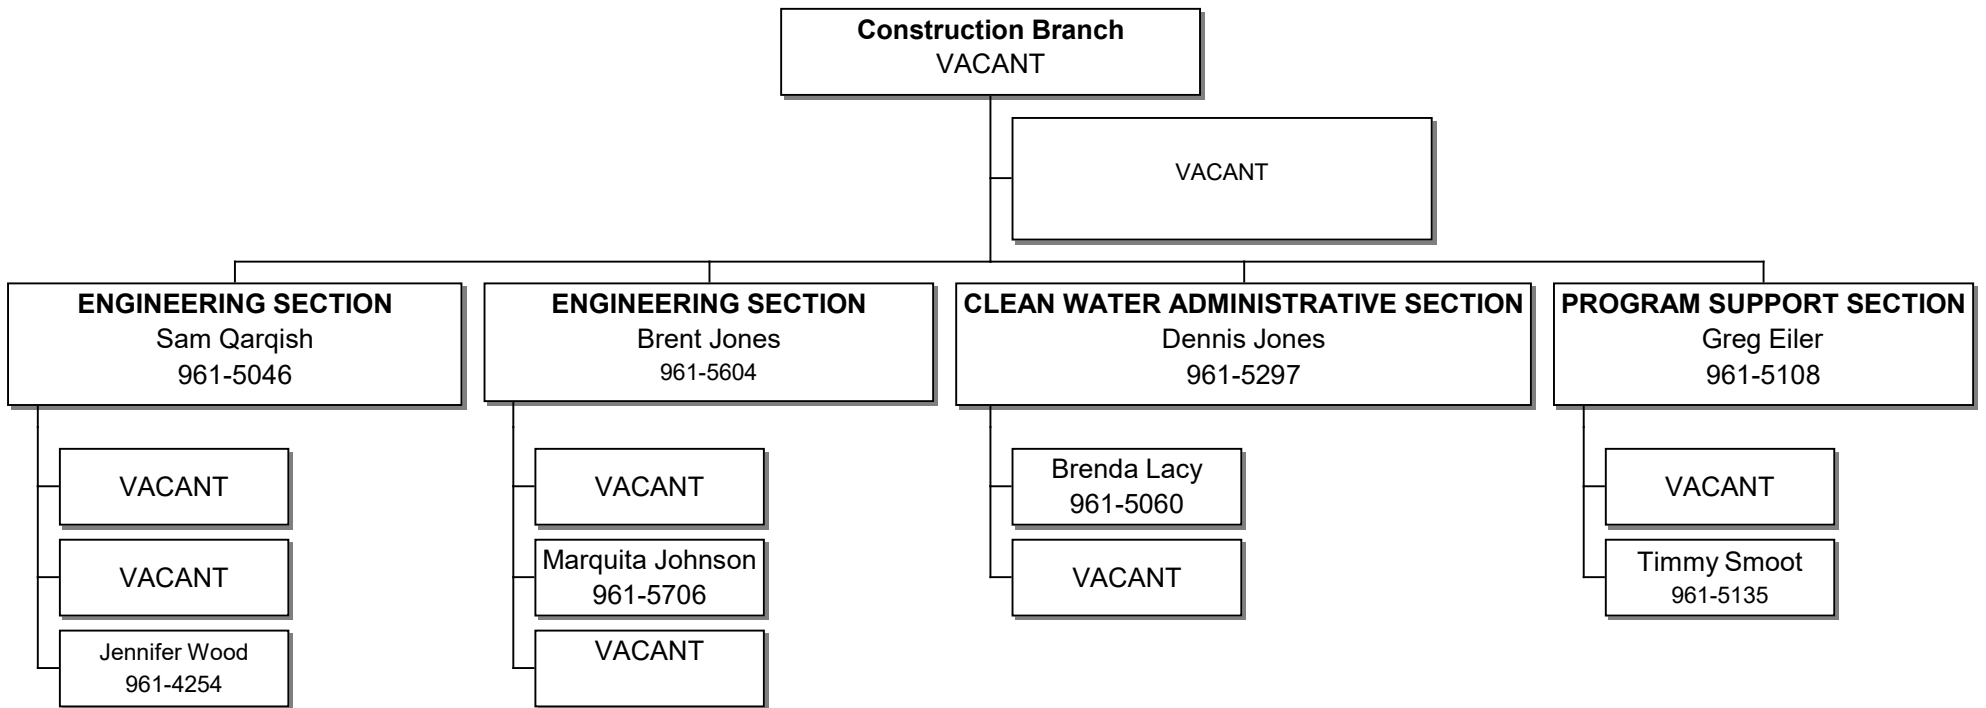 Construction Branch
VACANT
VACANT
ENGINEERING SECTION
Sam Qarqish
961-5046
ENGINEERING SECTION
Brent Jones
961-5604
CLEAN WATER ADMINISTRATIVE SECTION
Dennis Jones
961-5297
PROGRAM SUPPORT SECTION
Greg Eiler
961-5108
VACANT
VACANT
Jennifer Wood
961-4254
VACANT
Marquita Johnson
961-5706
VACANT
Brenda Lacy
961-5060
VACANT
VACANT
Timmy Smoot
961-5135